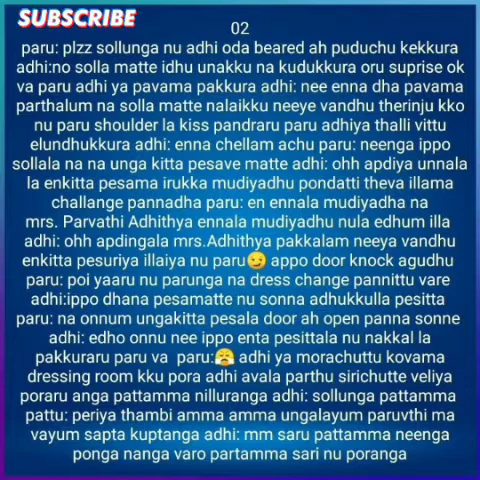 SUBSCRIBE
02
paru: plzz sollunga nu adhi oda beared ah puduchu kekkura
adhi:no solla matte idhu unakku na kudukkura oru suprise ok
va paru adhi ya pavama pakkura adhi: nee enna dha pavama
parthalum na solla matte nalaikku neeye vandhu therinju kko
nu paru shoulder la kiss pandraru paru adhiya thalli vittu
elundhukkura adhi: enna chellam achu paru: neenga ippo
sollala na na unga kitta pesave matte adhi: ohh apdiya unnala
la enkitta pesama irukka mudiyadhu pondatti theva illama
challange pannadha paru: en ennala mudiyadha na
mrs. Parvathi Adhithya ennala mudiyadhu nula edhum illa
adhi: ohh apdingala mrs.Adhithya pakkalam neeya vandhu
enkitta pesuriya illaiya nu paru😏 appo door knock agudhu
paru: poi yaaru nu parunga na dress change pannittu vare
adhi:ippo dhana pesamatte nu sonna adhukkulla pesitta
paru: na onnum ungakitta pesala door ah open panna sonne
adhi: edho onnu nee ippo enta pesittala nu nakkal la
pakkuraru paru va  paru:😤 adhi ya morachuttu kovama
dressing room kku pora adhi avala parthu sirichutte veliya
poraru anga pattamma nilluranga adhi: sollunga pattamma
pattu: periya thambi amma amma ungalayum paruvthi ma
vayum sapta kuptanga adhi: mm saru pattamma neenga
ponga nanga varo partamma sari nu poranga